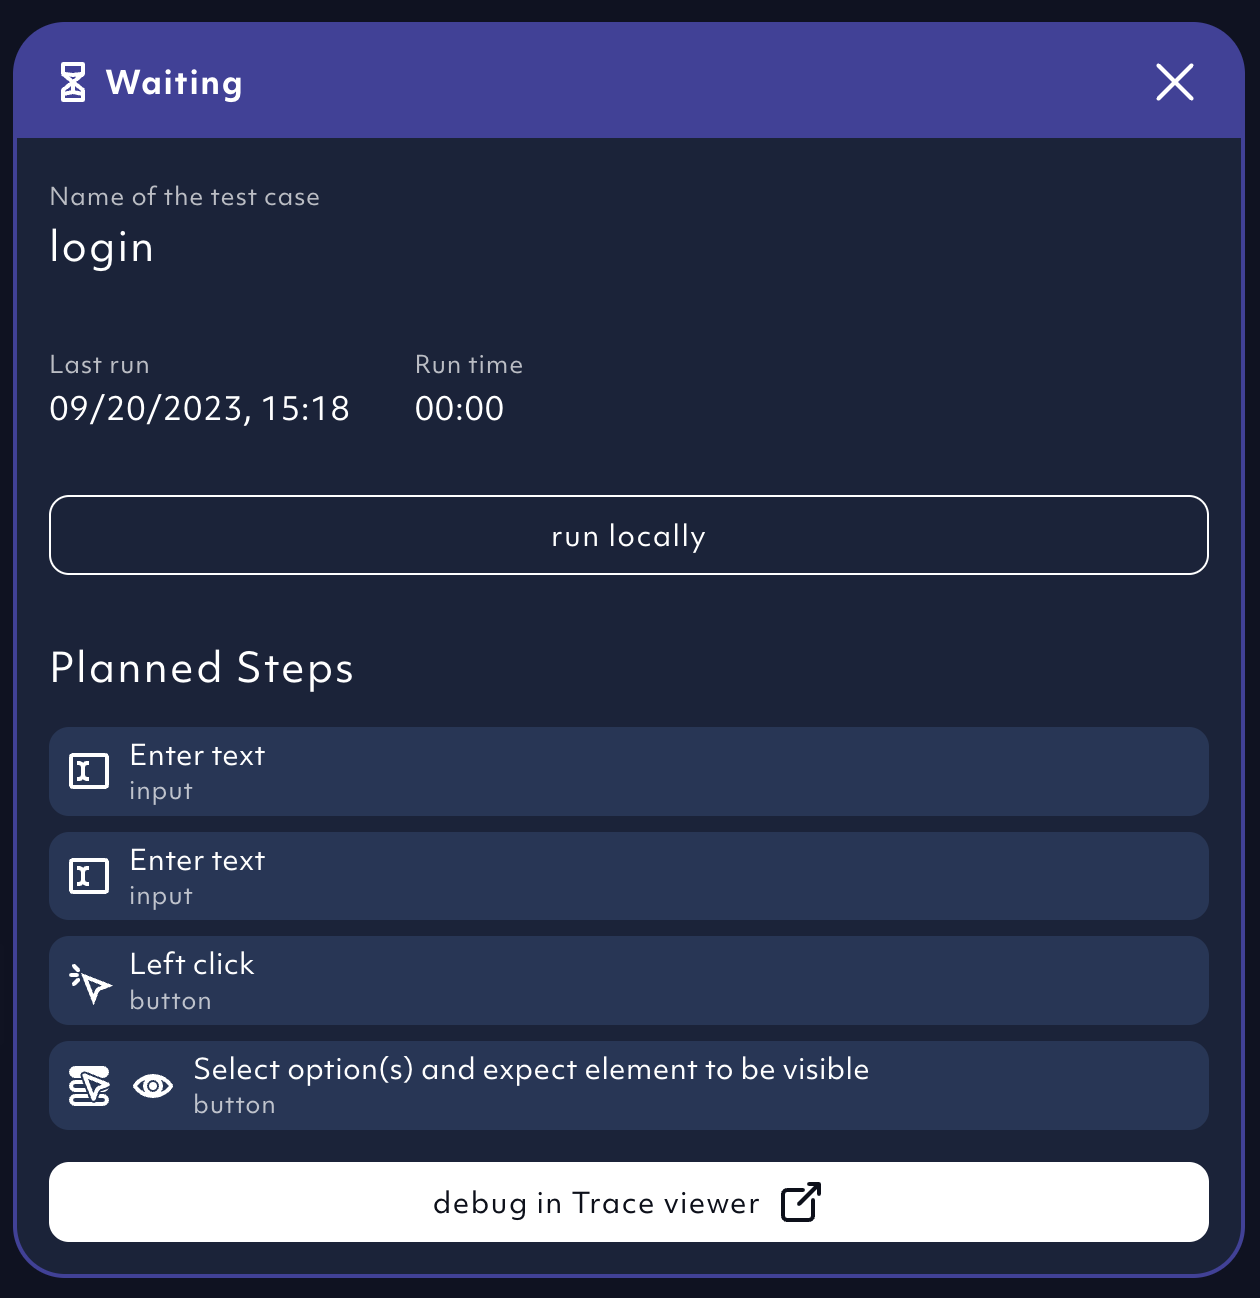 Waiting
Name of the test case
login
Last run
Run time
09/20/2023, 15:18
00:00
run locally
Planned Steps
Enter text
input
Enter text
input
Left click
button
Select option(s) and expect element to be visible
button
debug in Trace viewer